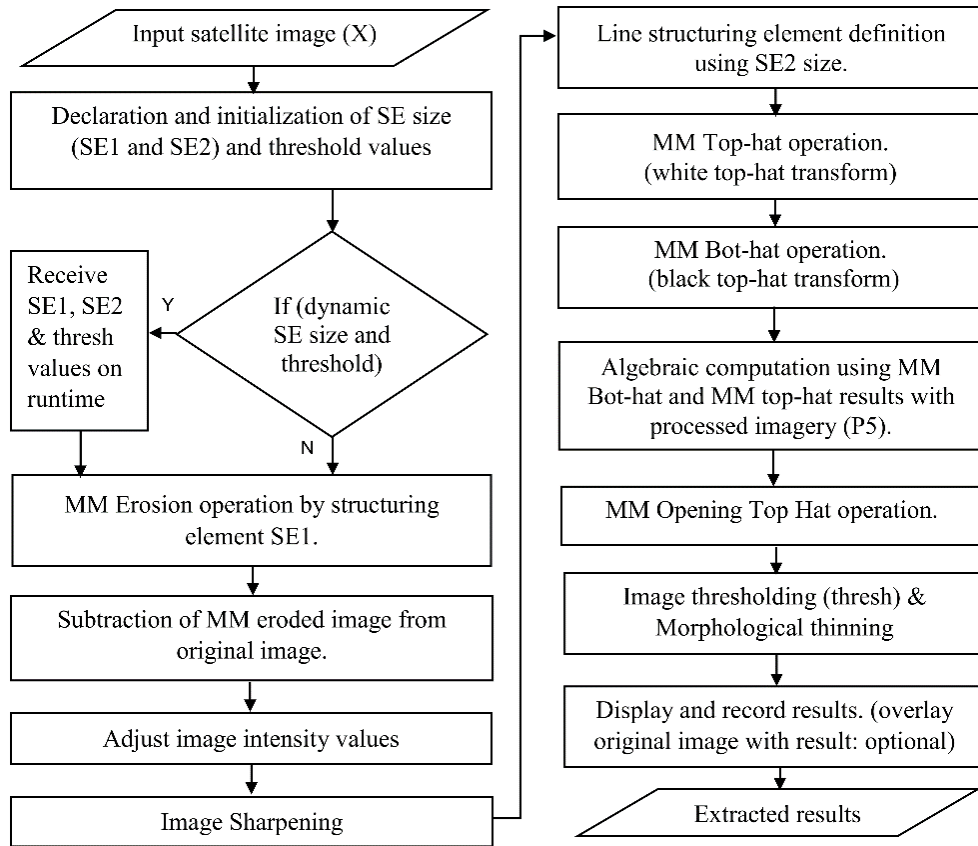 Input satellite image (X)
Declaration and initialization of SE size
(SE1 and SE2) and threshold values
Receive
SE1, SE2
& thresh
values on
runtime
Y
If (dynamic
SE size and
threshold)
N
MM Erosion operation by structuring
element SE1.
Subtraction of MM eroded image from
original image.
Adjust image intensity values
Image Sharpening
Line structuring element definition
using SE2 size.
MM Top-hat operation.
(white top-hat transform)
MM Bot-hat operation.
(black top-hat transform)
Algebraic computation using MM
Bot-hat and MM top-hat results with
processed imagery (P5).
MM Opening Top Hat operation.
Image thresholding (thresh) &
Morphological thinning
Display and record results. (overlay
original image with result: optional)
Extracted results